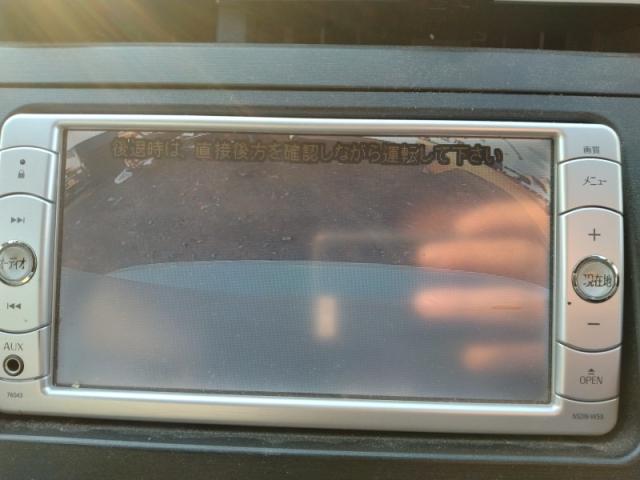 後退時は、直接後方を確認しながら運転して下さい
画質
メニュー
オーディオ
現在地
AUX
OPEN
76043
NSDN-W59